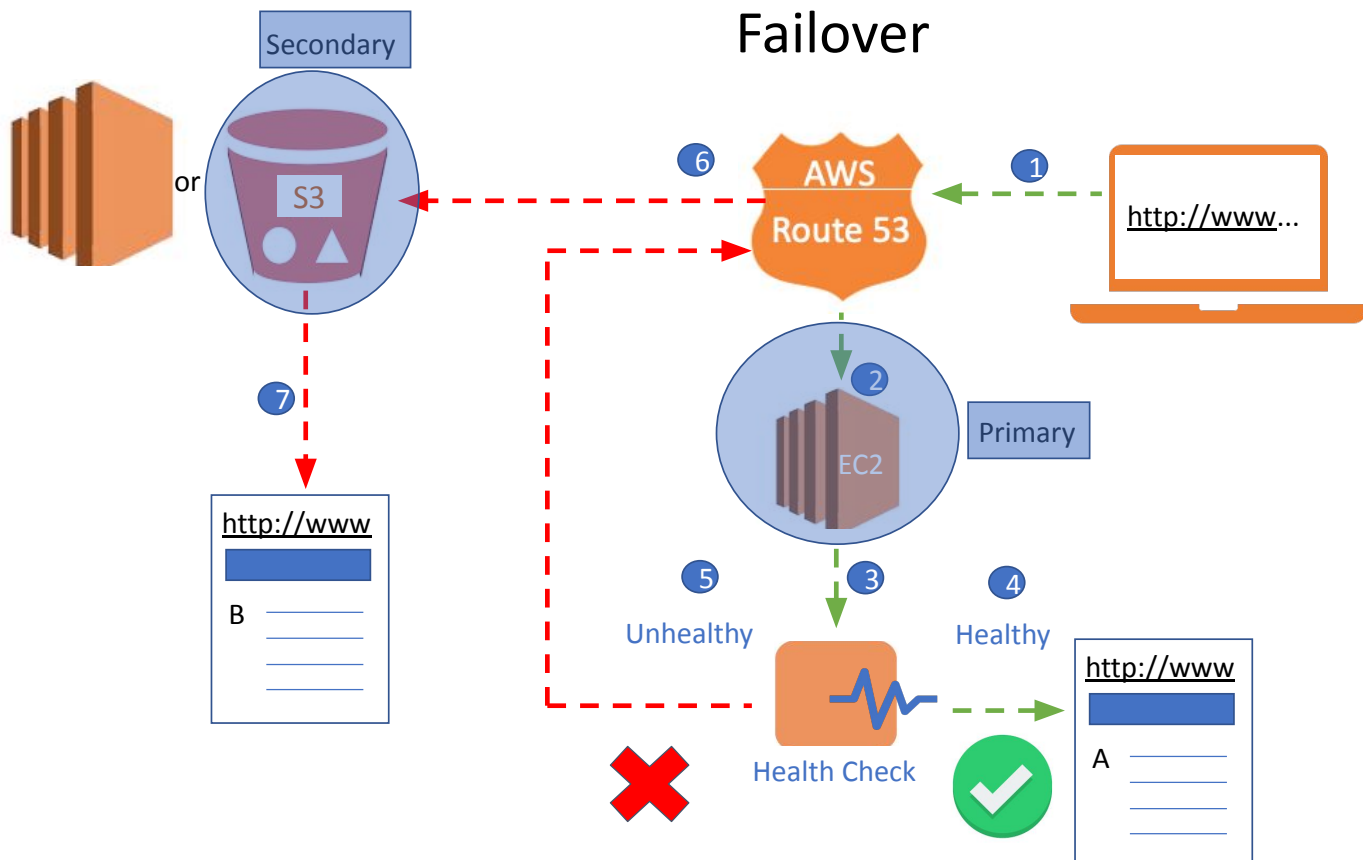 Failover
Secondary
or
S3
6
AWS
Route 53
1
http://www...
2
EC2
Primary
7
http://www
B
5
Unhealthy
3
4
Healthy
Health Check
http://www
A